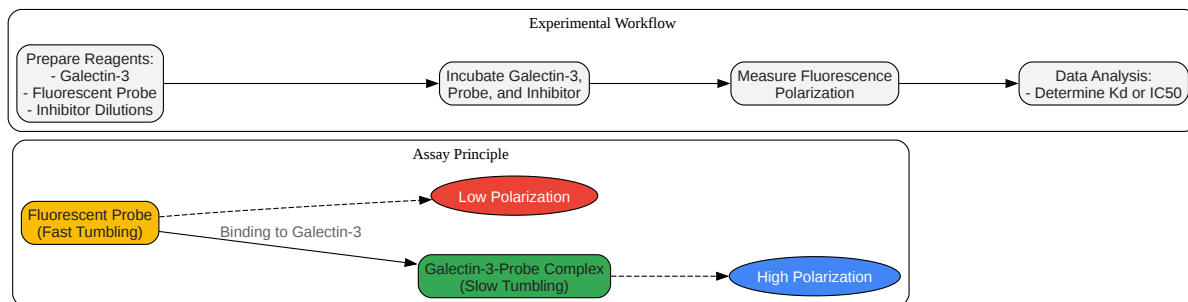 Experimental Workflow
Prepare Reagents:
- Galectin-3
- Fluorescent Probe
- Inhibitor Dilutions
Incubate Galectin-3,
Probe, and Inhibitor
Measure Fluorescence
Polarization
Data Analysis:
- Determine Kd or IC50
Assay Principle
Fluorescent Probe
(Fast Tumbling)
Low Polarization
Binding to Galectin-3
Galectin-3-Probe Complex
(Slow Tumbling)
High Polarization